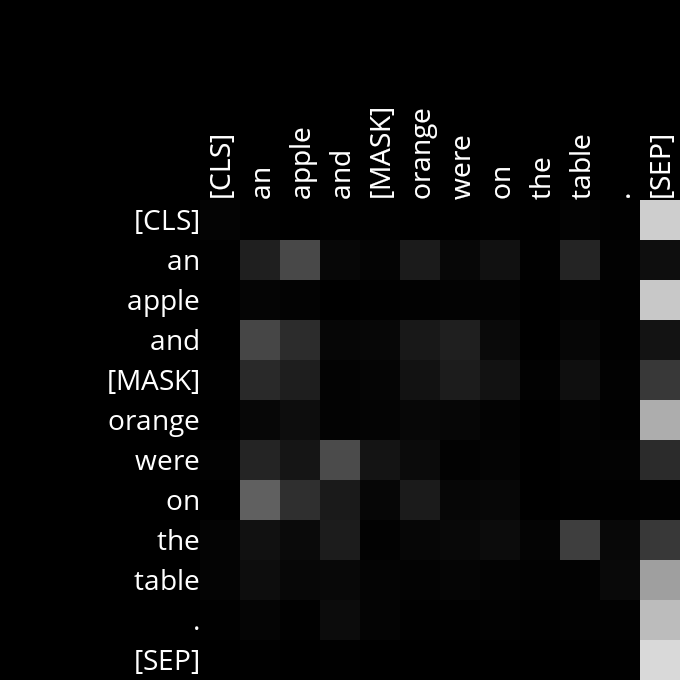 [CLS] an apple and [MASK] orange were on the table . [SEP]
[CLS]
an
apple
and
[MASK]
orange
were
on
the
table
.
[SEP]